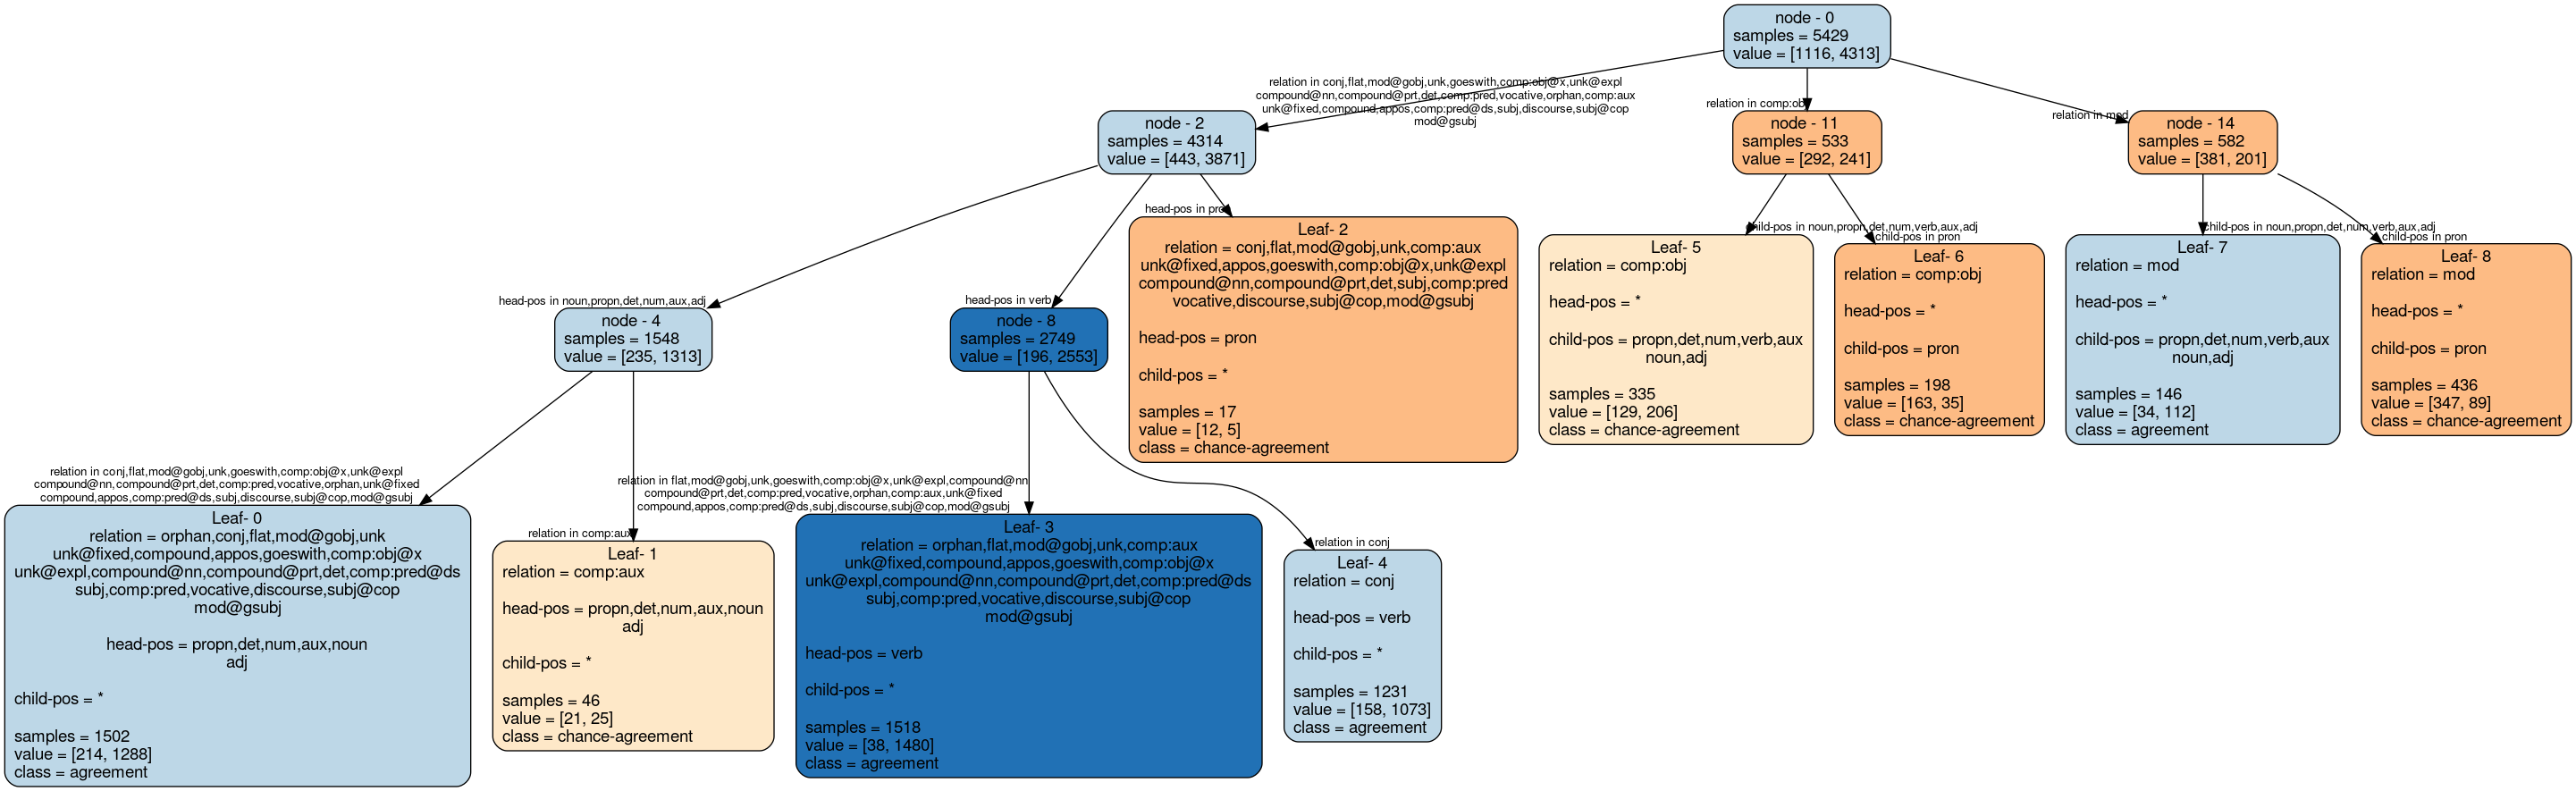 node - 0
samples = 5429
value = [1116, 4313]
relation in conj,flat,mod@gobj,unk,goeswith,comp:obj@x,unk@expl
compound@nn,compound@prt,det,comp:pred,vocative,orphan,comp:aux
unk@fixed,compound,appos,comp:pred@ds,subj,discourse,subj@cop
mod@gsubj
relation in comp:obj
relation in mod
node - 2
samples = 4314
value = [443, 3871]
node - 11
samples = 533
value = [292, 241]
node - 14
samples = 582
value = [381, 201]
head-pos in noun,propn,det,num,aux,adj
head-pos in verb
head-pos in pron
child-pos in noun,propn,det,num,verb,aux,adj
child-pos in pron
child-pos in noun,propn,det,num,verb,aux,adj
child-pos in pron
node - 4
samples = 1548
value = [235, 1313]
node - 8
samples = 2749
value = [196, 2553]
Leaf- 2
relation = conj,flat,mod@gobj,unk,comp:aux
unk@fixed,appos,goeswith,comp:obj@x,unk@expl
compound@nn,compound@prt,det,subj,comp:pred
vocative,discourse,subj@cop,mod@gsubj
head-pos = pron
child-pos = *
samples = 17
value = [12, 5]
class = chance-agreement
Leaf- 5
relation = comp:obj
head-pos = *
child-pos = propn,det,num,verb,aux
noun,adj
samples = 335
value = [129, 206]
class = chance-agreement
Leaf- 6
relation = comp:obj
head-pos = *
child-pos = pron
samples = 198
value = [163, 35]
class = chance-agreement
Leaf- 7
relation = mod
head-pos = *
child-pos = propn,det,num,verb,aux
noun,adj
samples = 146
value = [34, 112]
class = agreement
Leaf- 8
relation = mod
head-pos = *
child-pos = pron
samples = 436
value = [347, 89]
class = chance-agreement
relation in conj,flat,mod@gobj,unk,goeswith,comp:obj@x,unk@expl
compound@nn,compound@prt,det,comp:pred,vocative,orphan,unk@fixed
compound,appos,comp:pred@ds,subj,discourse,subj@cop,mod@gsubj
relation in comp:aux
relation in flat,mod@gobj,unk,goeswith,comp:obj@x,unk@expl,compound@nn
compound@prt,det,comp:pred,vocative,orphan,comp:aux,unk@fixed
compound,appos,comp:pred@ds,subj,discourse,subj@cop,mod@gsubj
relation in conj
Leaf- 0
relation = orphan,conj,flat,mod@gobj,unk
unk@fixed,compound,appos,goeswith,comp:obj@x
unk@expl,compound@nn,compound@prt,det,comp:pred@ds
subj,comp:pred,vocative,discourse,subj@cop
mod@gsubj
head-pos = propn,det,num,aux,noun
adj
child-pos = *
samples = 1502
value = [214, 1288]
class = agreement
Leaf- 1
relation = comp:aux
head-pos = propn,det,num,aux,noun
adj
child-pos = *
samples = 46
value = [21, 25]
class = chance-agreement
Leaf- 3
relation = orphan,flat,mod@gobj,unk,comp:aux
unk@fixed,compound,appos,goeswith,comp:obj@x
unk@expl,compound@nn,compound@prt,det,comp:pred@ds
subj,comp:pred,vocative,discourse,subj@cop
mod@gsubj
head-pos = verb
child-pos = *
samples = 1518
value = [38, 1480]
class = agreement
Leaf- 4
relation = conj
head-pos = verb
child-pos = *
samples = 1231
value = [158, 1073]
class = agreement